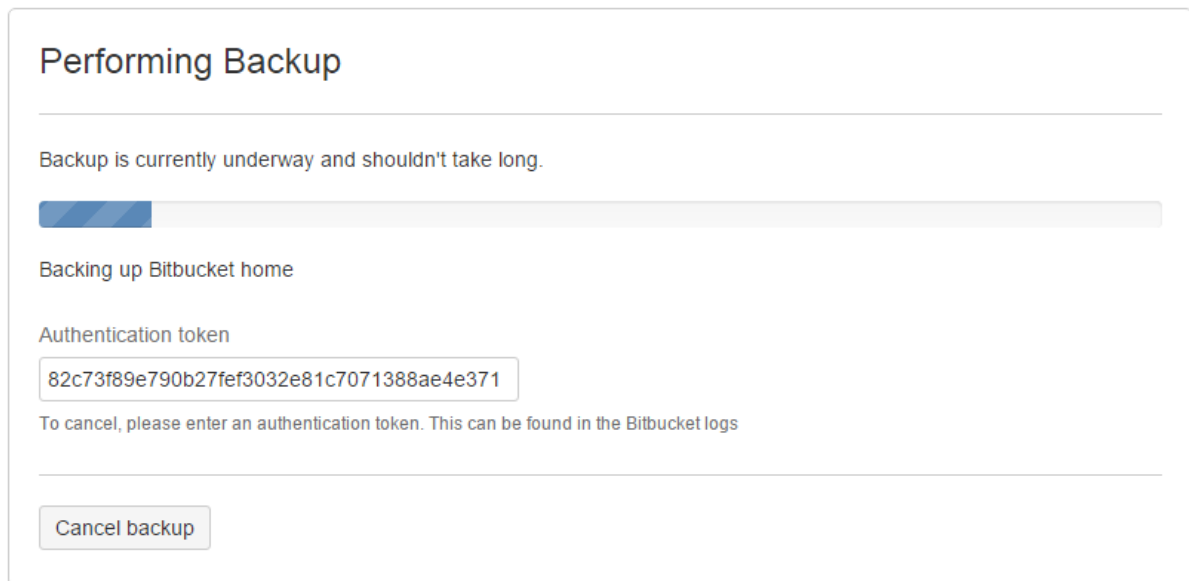 Performing Backup
Backup is currently underway and shouldn't take long.
Backing up Bitbucket home
Authentication token
82c73f89e790b27fef3032e81c7071388ae4e371
To cancel, please enter an authentication token. This can be found in the Bitbucket logs
Cancel backup